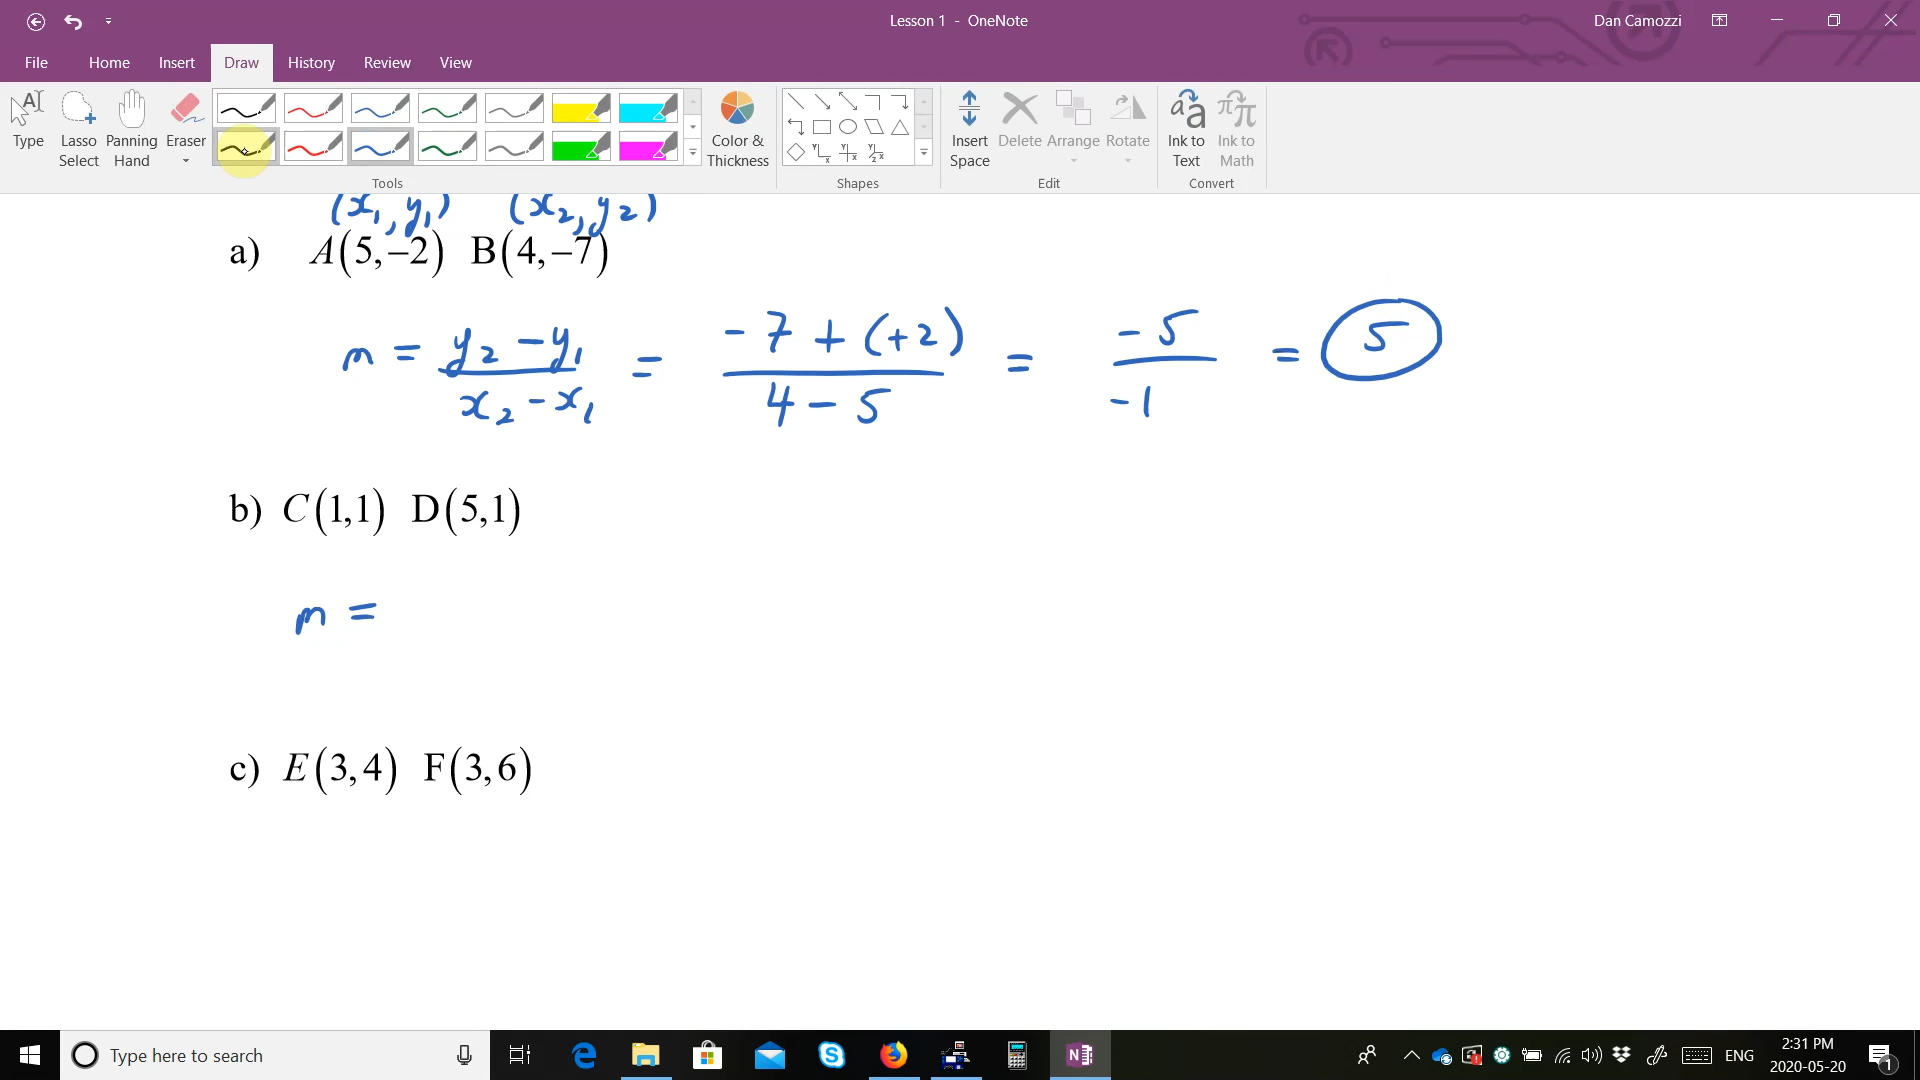 Lesson 1 - OneNote
Dan Camozzi
File Home Insert Draw History Review View
Type
Lasso Select
Panning Hand
Eraser
Color & Thickness
Insert Space
Delete
Arrange
Rotate
Ink to Text
Ink to Math
Tools
Shapes
Edit
Convert
(x₁, y₁) (x₂, y₂)
a) A(5,–2) B(4,–7)
m = y₂ - y₁ / x₂ - x₁ = -7 + (+2) / 4 - 5 = -5 / -1 = 5
b) C(1,1) D(5,1)
m =
c) E(3,4) F(3,6)
Type here to search
ENG
2:31 PM
2020-05-20
1